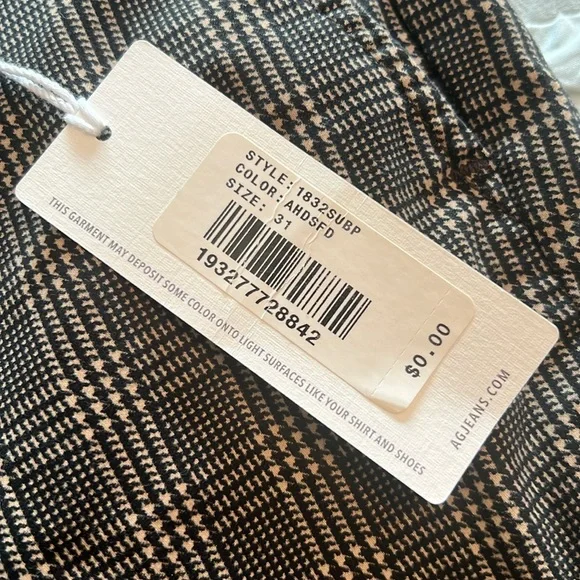 STYLE: 1832SUBP
COLOR: AHDSFD
SIZE: 31
193277728842
$0.00
THIS GARMENT MAY DEPOSIT SOME COLOR ONTO LIGHT SURFACES LIKE YOUR SHIRT AND SHOES
AGJEANS.COM